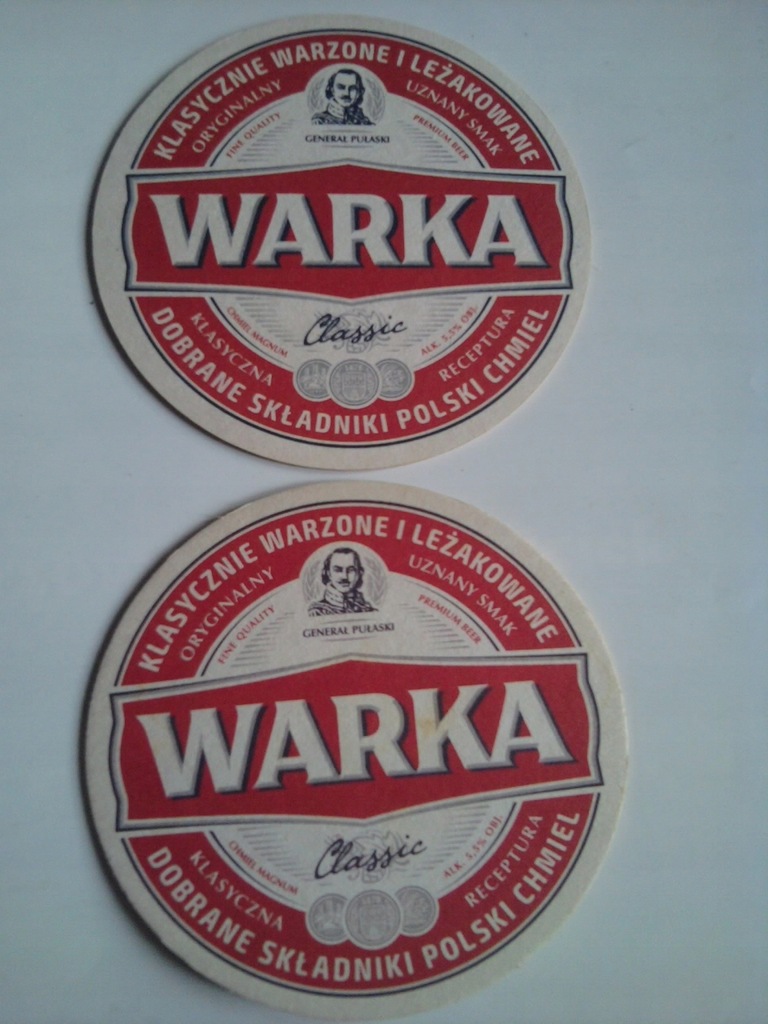 KLASYCZNIE WARZONE I LEŻAKOWANE
ORYGINALNY UZNANY SMAK
FINE QUALITY PREMIUM BEER
GENERAŁ PUŁASKI
WARKA
Classic
CHMIEL MAGNUM ALK. 5,5% OBJ.
KLASYCZNA RECEPTURA
DOBRANE SKŁADNIKI POLSKI CHMIEL
KLASYCZNIE WARZONE I LEŻAKOWANE
ORYGINALNY UZNANY SMAK
FINE QUALITY PREMIUM BEER
GENERAŁ PUŁASKI
WARKA
Classic
CHMIEL MAGNUM ALK. 5,5% OBJ.
KLASYCZNA RECEPTURA
DOBRANE SKŁADNIKI POLSKI CHMIEL